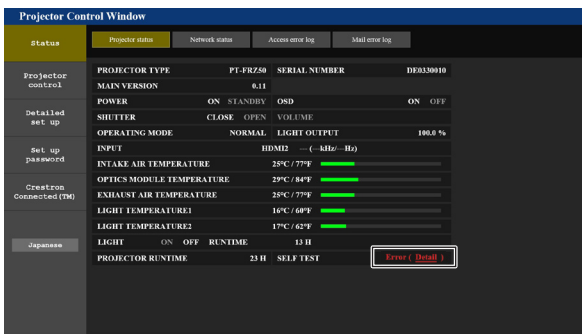 Projector Control Window
Status
Projector status Network status Access error log Mail error log
Projector control
Detailed set up
Set up password
Crestron Connected(TM)
Japanese
PROJECTOR TYPE PT-FRZ50 SERIAL NUMBER DE0330010
MAIN VERSION 0.11
POWER ON STANDBY OSD ON OFF
SHUTTER CLOSE OPEN VOLUME
OPERATING MODE NORMAL LIGHT OUTPUT 100.0 %
INPUT HDMI2 --- (---kHz/---Hz)
INTAKE AIR TEMPERATURE 25°C / 77°F
OPTICS MODULE TEMPERATURE 29°C / 84°F
EXHAUST AIR TEMPERATURE 25°C / 77°F
LIGHT TEMPERATURE1 16°C / 60°F
LIGHT TEMPERATURE2 17°C / 62°F
LIGHT ON OFF RUNTIME 13 H
PROJECTOR RUNTIME 23 H SELF TEST Error ( Detail )